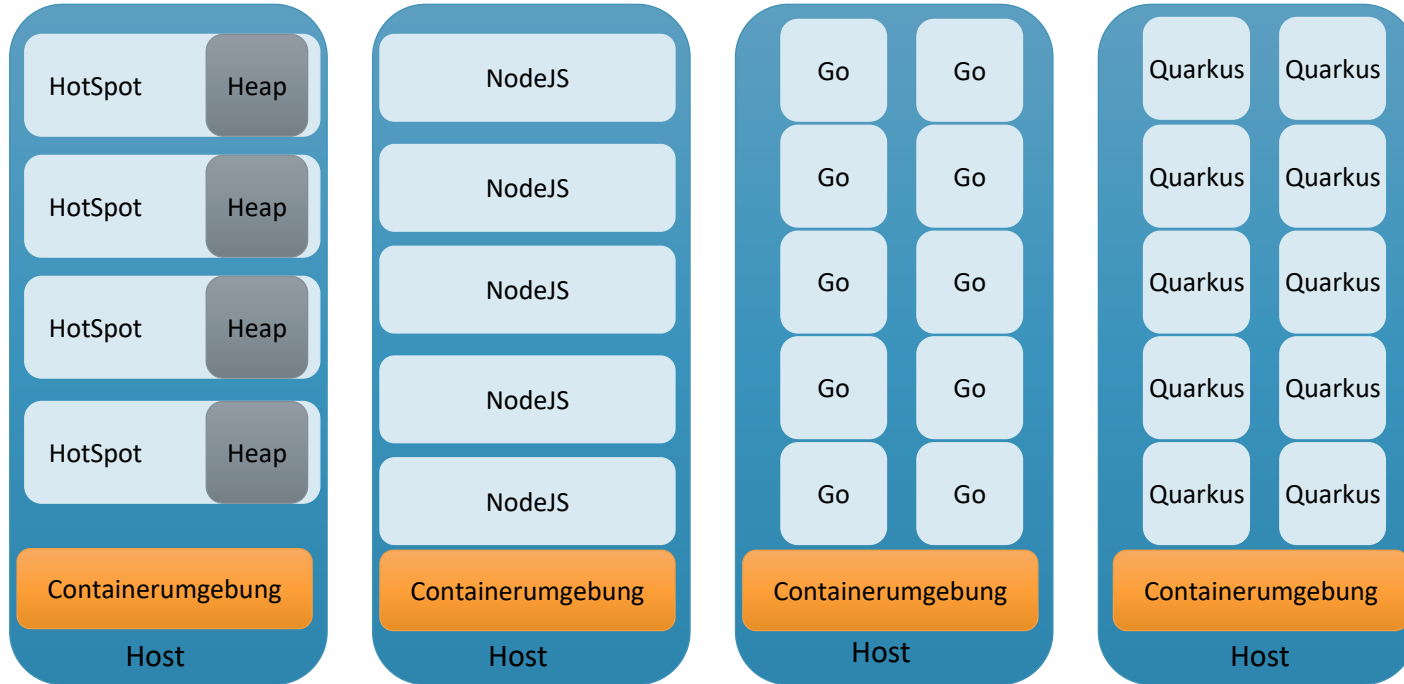 HotSpot Heap
HotSpot Heap
HotSpot Heap
HotSpot Heap
Containerumgebung
Host
NodeJS
NodeJS
NodeJS
NodeJS
NodeJS
Containerumgebung
Host
Go Go
Go Go
Go Go
Go Go
Go Go
Containerumgebung
Host
Quarkus Quarkus
Quarkus Quarkus
Quarkus Quarkus
Quarkus Quarkus
Quarkus Quarkus
Containerumgebung
Host